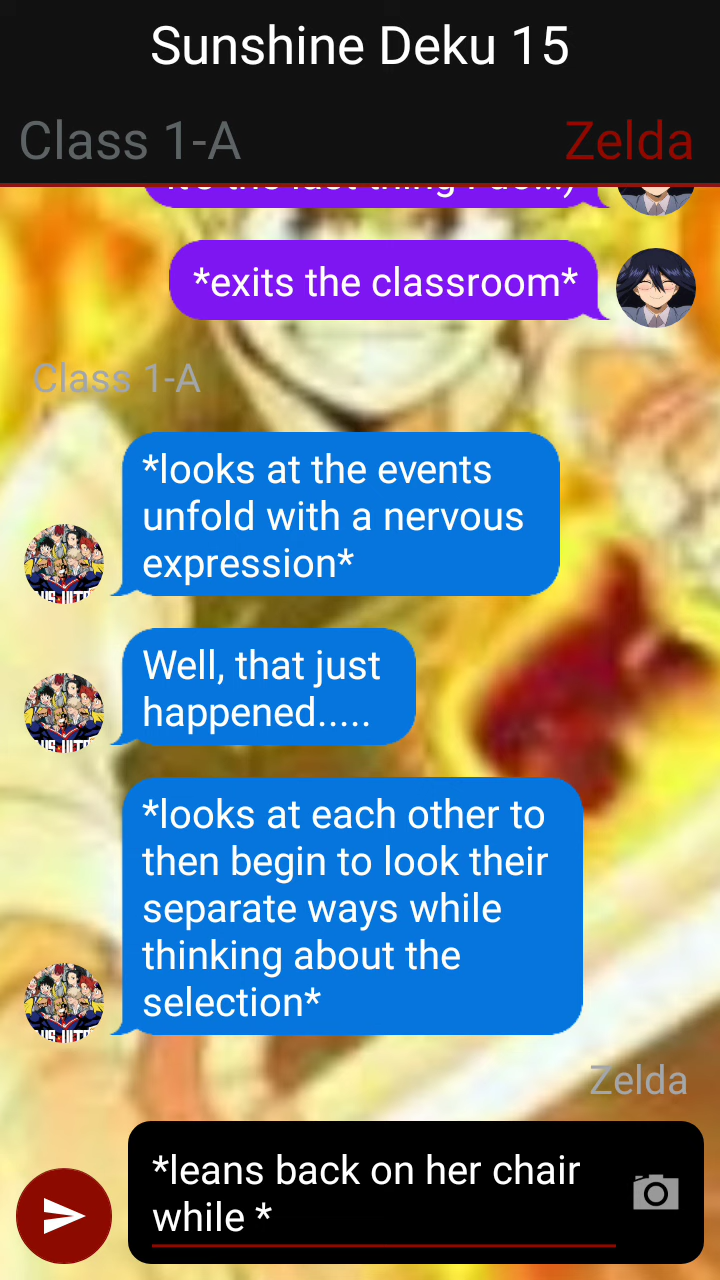 Sunshine Deku 15
Class 1-A
Zelda
*exits the classroom*
Class 1-A
*looks at the events
unfold with a nervous
expression*
Well, that just
happened.....
*looks at each other to
then begin to look their
separate ways while
thinking about the
selection*
Zelda
*leans back on her chair
while *